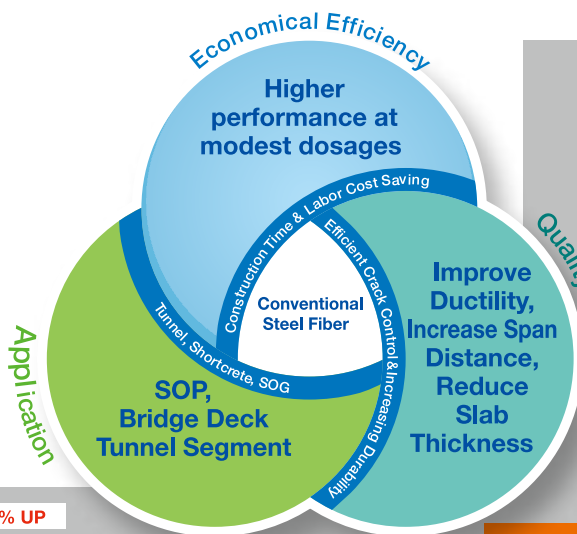 Economical Efficiency
Higher
performance at
modest dosages
Construction Time & Labor Cost Saving
Efficient Crack Control & Increasing Durability
Tunnel, Shortcrete, SOG
Conventional
Steel Fiber
Quality
Improve
Ductility,
Increase Span
Distance,
Reduce
Slab
Thickness
Application
SOP,
Bridge Deck
Tunnel Segment
% UP